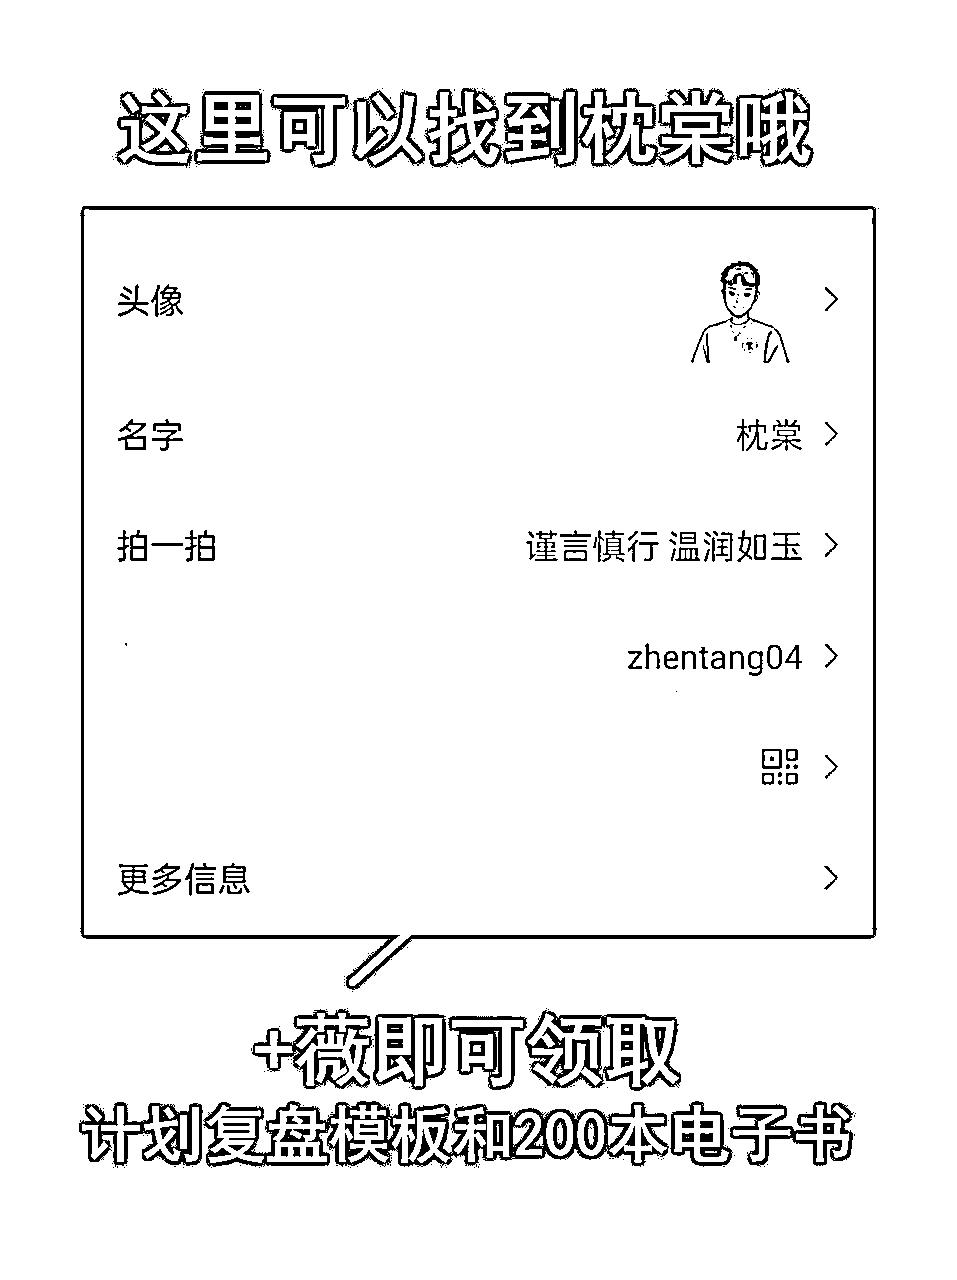 这里可以找到枕棠哦
头像
名字 枕棠
拍一拍 谨言慎行 温润如玉
zhentang04
更多信息
+薇即可领取
计划复盘模板和200本电子书